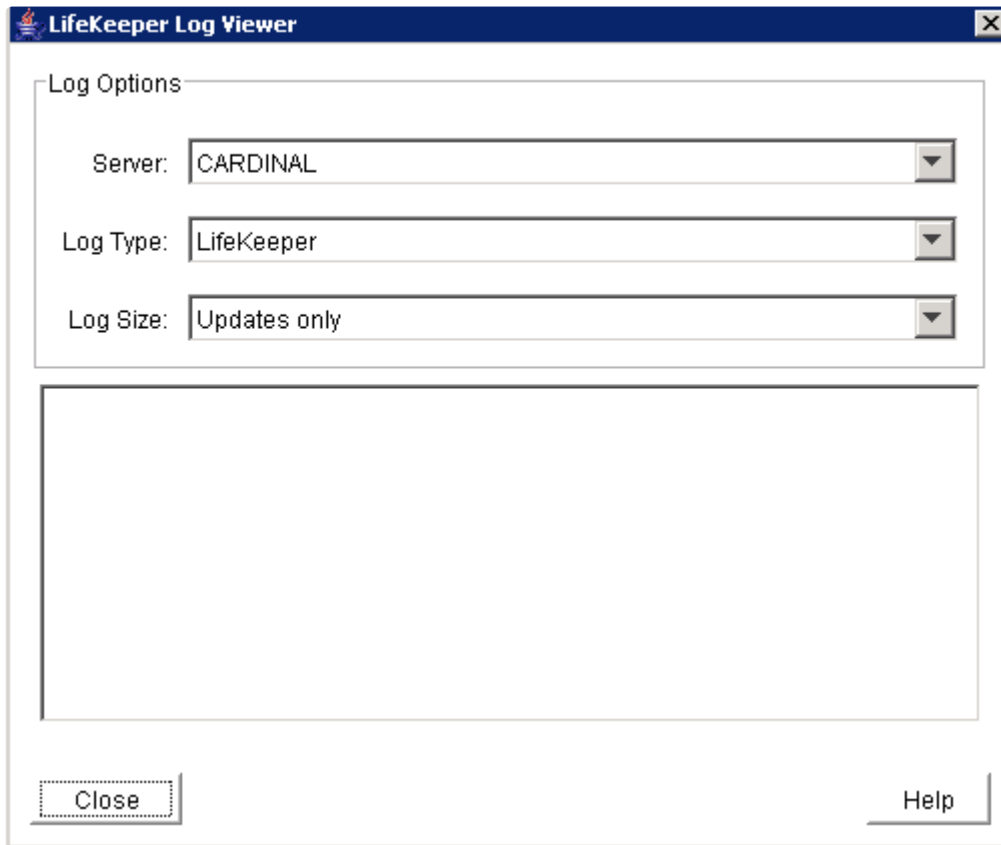 LifeKeeper Log Viewer
Log Options
Server: CARDINAL
Log Type: LifeKeeper
Log Size: Updates only
Close Help